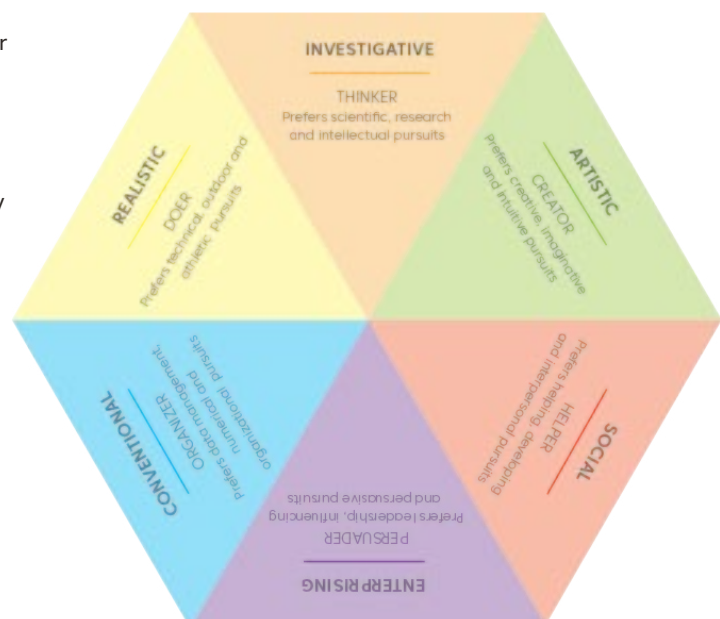 r
y
INVESTIGATIVE
THINKER
Prefers scientific, research
and intellectual pursuits
ARTISTIC
CREATOR
Prefers creative, imaginative
and intuitive pursuits
SOCIAL
HELPER
Prefers helping, developing
and interpersonal pursuits
ENTERPRISING
PERSUADER
Prefers leadership, influencing,
and persuasive pursuits
CONVENTIONAL
ORGANIZER
Prefers data management,
numerical and
organizational pursuits
REALISTIC
DOER
Prefers technical, outdoor and
athletic pursuits